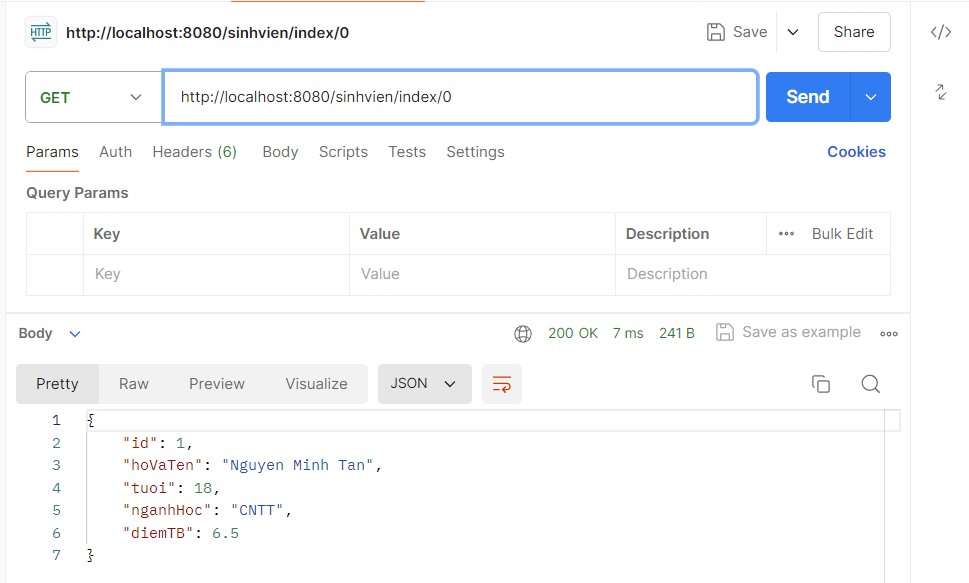 HTTP http://localhost:8080/sinhvien/index/0 Save Share </>
GET http://localhost:8080/sinhvien/index/0 Send
Params Auth Headers (6) Body Scripts Tests Settings Cookies
Query Params
Key Value Description Bulk Edit
Key Value Description
Body 200 OK 7 ms 241 B Save as example
Pretty Raw Preview Visualize JSON
1 {
2 "id": 1,
3 "hoVaTen": "Nguyen Minh Tan",
4 "tuoi": 18,
5 "nganhHoc": "CNTT",
6 "diemTB": 6.5
7 }